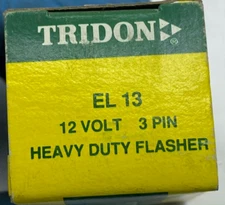 TRIDON®
EL 13
12 VOLT 3 PIN
HEAVY DUTY FLASHER